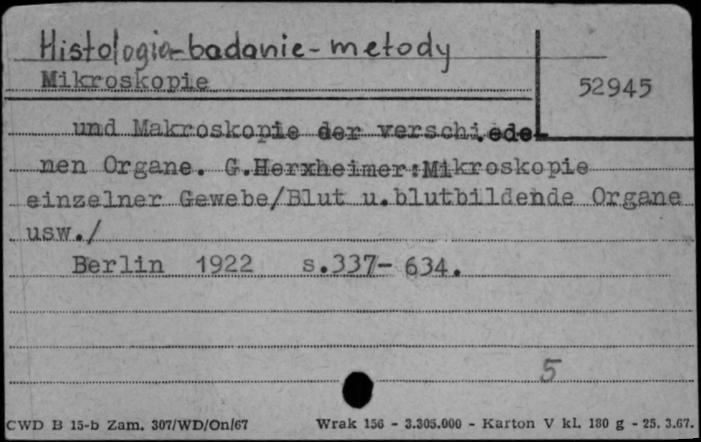 Histologia-badanie-metody
Mikroskopie
52945
und Makroskopie der verschiede-
nen Organe. G.Herxheimer:Mikroskopie
einzelner Gewebe/Blut u.blutbildende Organe
usw./
Berlin 1922 s.337-634.
5
CWD B 15-b Zam. 307/WD/On/67 Wrak 156 - 3.305.000 - Karton V kl. 180 g - 25. 3.67.